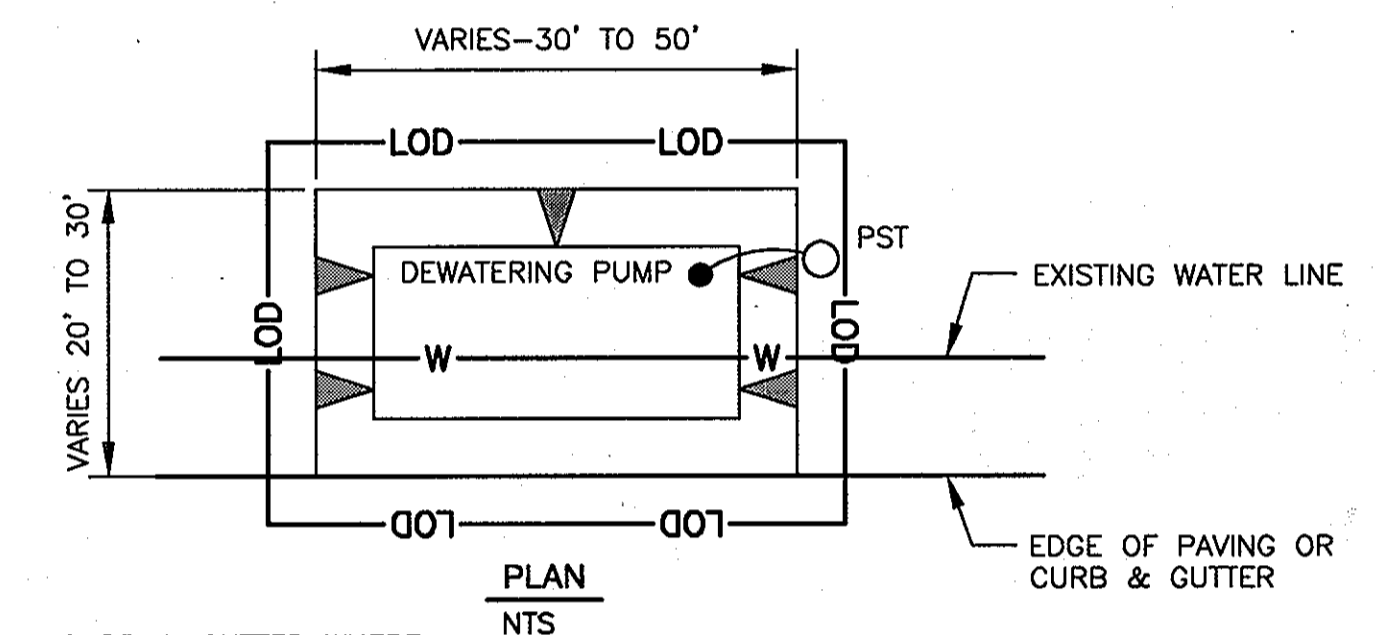 VARIES-30' TO 50'
LOD LOD
VARIES 20' TO 30'
PST
DEWATERING PUMP
EXISTING WATER LINE
LOD LOD
W W
LOD LOD
EDGE OF PAVING OR
CURB & GUTTER
PLAN
NTS